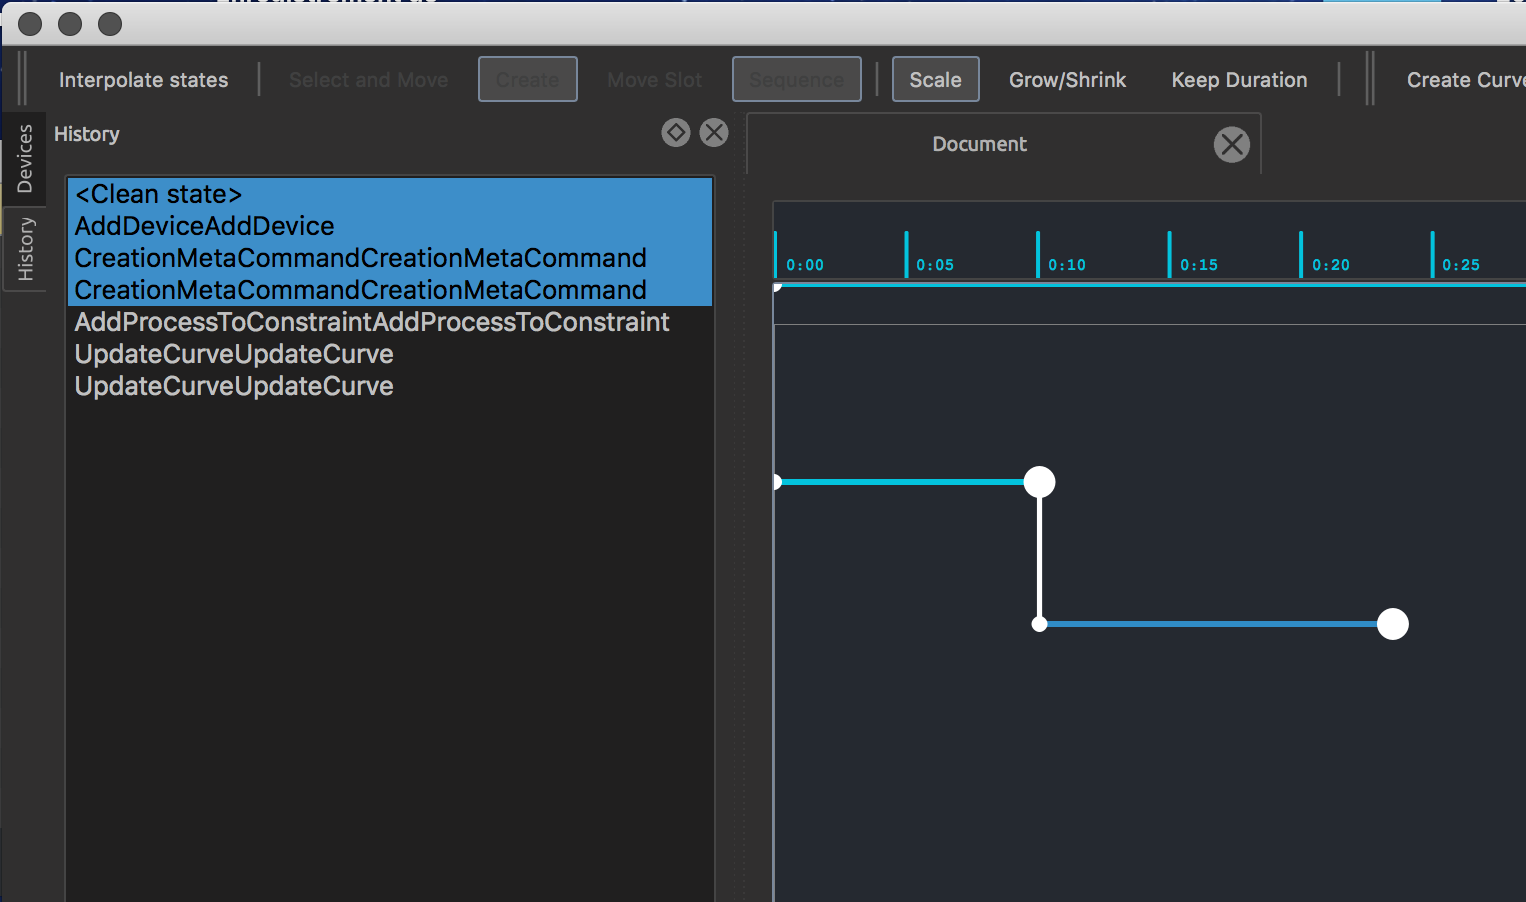 Interpolate states Select and Move Create Move Slot Sequence Scale Grow/Shrink Keep Duration Create Curve
Devices
History
History
<Clean state>
AddDeviceAddDevice
CreationMetaCommandCreationMetaCommand
CreationMetaCommandCreationMetaCommand
AddProcessToConstraintAddProcessToConstraint
UpdateCurveUpdateCurve
UpdateCurveUpdateCurve
Document
0:00 0:05 0:10 0:15 0:20 0:25